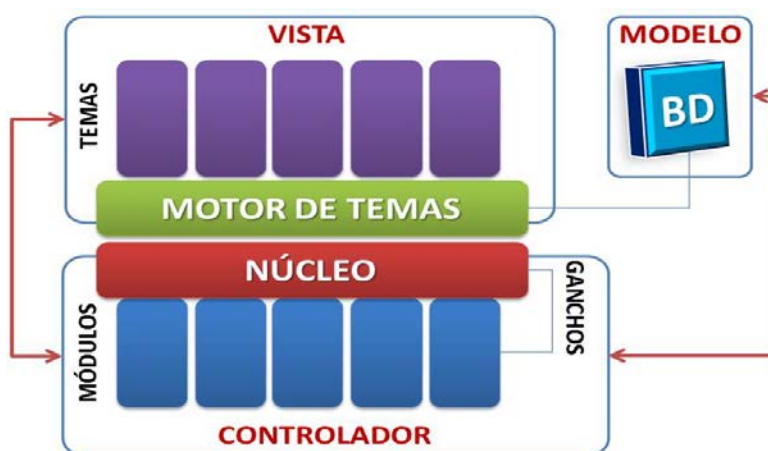 VISTA
MODELO
TEMAS
BD
MOTOR DE TEMAS
NÚCLEO
GANCHOS
MÓDULOS
CONTROLADOR